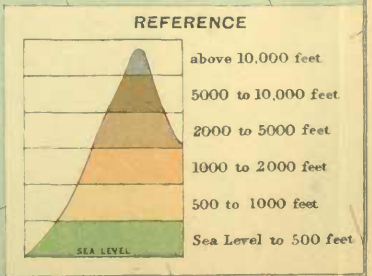 REFERENCE
above 10,000 feet
5000 to 10,000 feet
2000 to 5000 feet
1000 to 2000 feet
500 to 1000 feet
Sea Level to 500 feet
SEA LEVEL